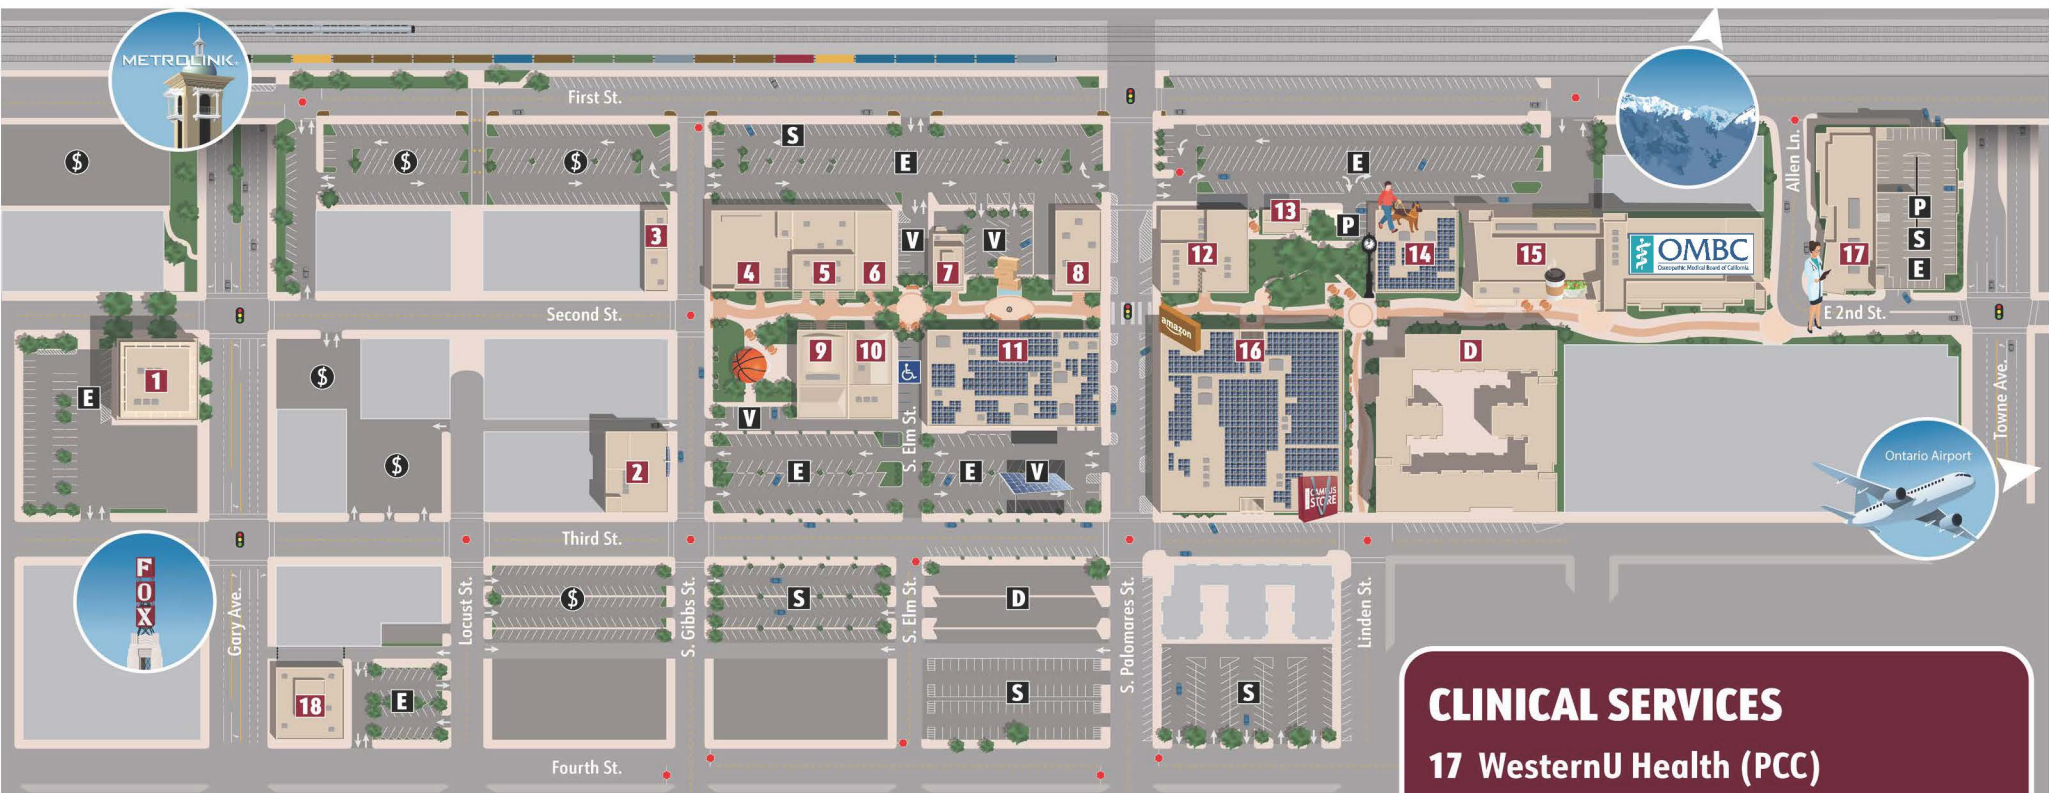 METROLINK®
First St.
Allen Ln.
$
$
$
S
E
E
P
S
E
3
4
5
6
V
7
V
8
12
13
P
14
15
OMBC
Osteopathic Medical Board of California
17
Second St.
E 2nd St.
amazon
1
E
$
9
10
11
16
D
V
S. Elm St.
Towne Ave.
Ontario Airport
$
2
E
E
V
CAMPUS
STORE
Third St.
FOX
Gary Ave.
Locust St.
$
S. Gibbs St.
S
S. Elm St.
D
S. Palomares St.
Linden St.
18
E
S
S
Fourth St.
CLINICAL SERVICES
17 WesternU Health (PCC)